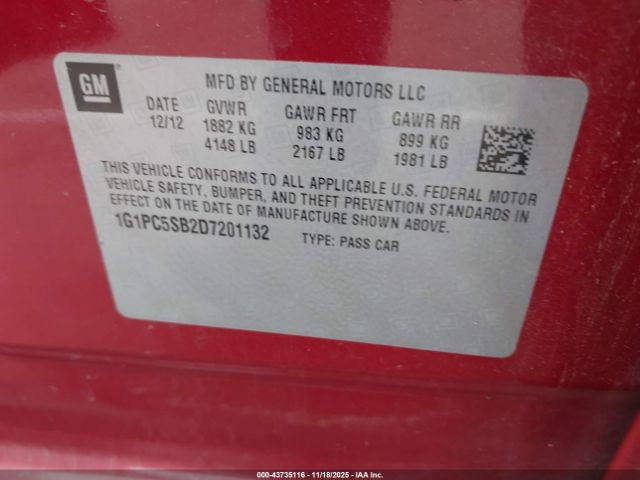 GM
MFD BY GENERAL MOTORS LLC
DATE GVWR GAWR FRT GAWR RR
12/12 1882 KG 983 KG 899 KG
4148 LB 2167 LB 1981 LB
THIS VEHICLE CONFORMS TO ALL APPLICABLE U.S. FEDERAL MOTOR
VEHICLE SAFETY, BUMPER, AND THEFT PREVENTION STANDARDS IN
EFFECT ON THE DATE OF MANUFACTURE SHOWN ABOVE.
1G1PC5SB2D7201132 TYPE: PASS CAR
000-43735116 - 11/18/2025 - IAA Inc.